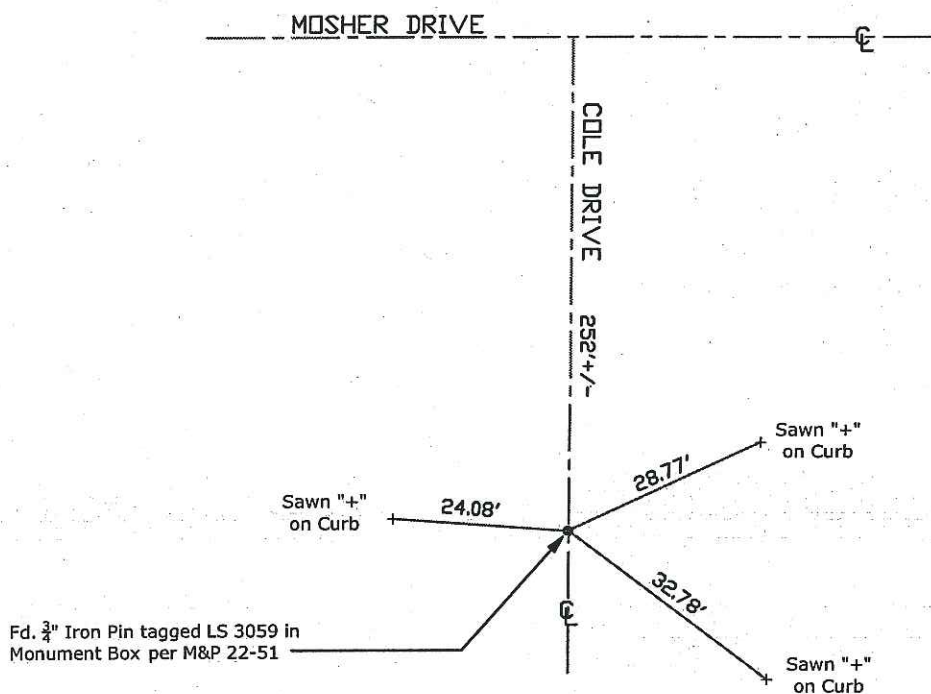 MOSHER DRIVE
℄
COLE DRIVE
252'+/-
Sawn "+"
on Curb
28.77'
Sawn "+"
on Curb
24.08'
℄
32.78'
Fd. 3/4" Iron Pin tagged LS 3059 in
Monument Box per M&P 22-51
Sawn "+"
on Curb